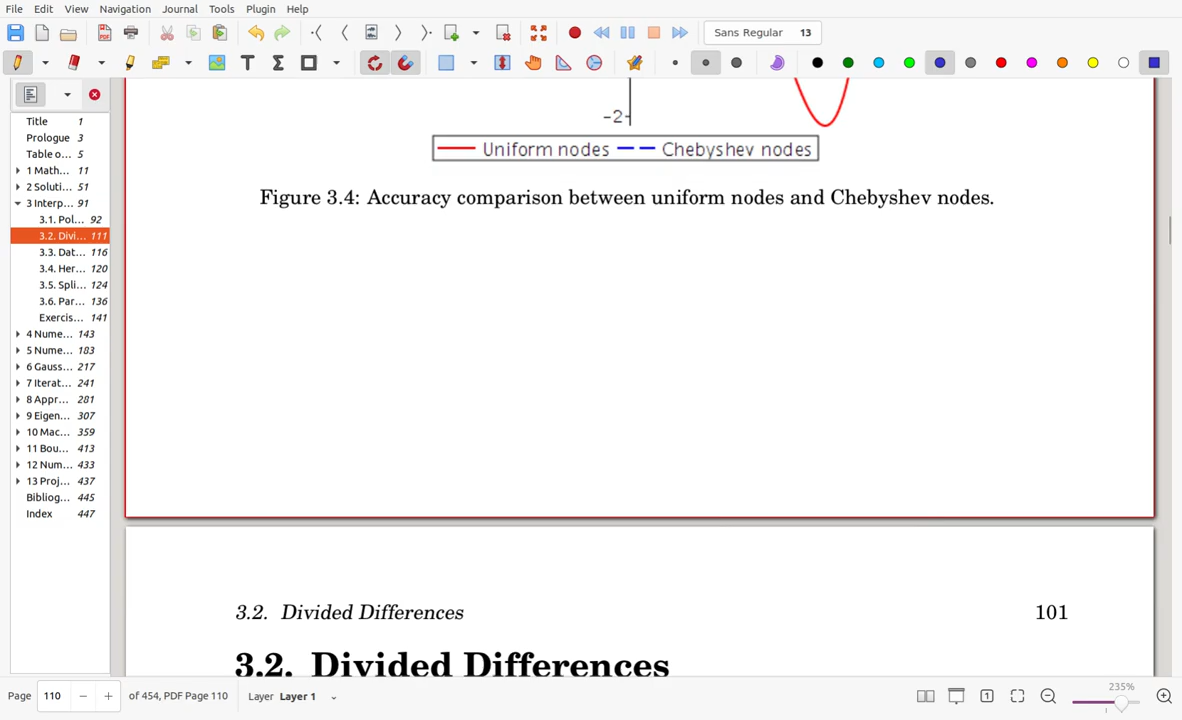 File Edit View Navigation Journal Tools Plugin Help
Sans Regular 13
Title 1
Prologue 3
Table o... 5
1 Math... 11
2 Soluti... 51
3 Interp... 91
3.1. Pol... 92
3.2. Divi... 111
3.3. Dat... 116
3.4. Her... 120
3.5. Spli... 124
3.6. Par... 136
Exercis... 141
4 Nume... 143
5 Nume... 183
6 Gauss... 217
7 Iterat... 241
8 Appr... 281
9 Eigen... 307
10 Mac... 359
11 Bou... 413
12 Num... 433
13 Proj... 437
Bibliog... 445
Index 447
−2
Uniform nodes Chebyshev nodes
Figure 3.4: Accuracy comparison between uniform nodes and Chebyshev nodes.
3.2. Divided Differences 101
3.2. Divided Differences
Page 110 of 454, PDF Page 110 Layer Layer 1 235%